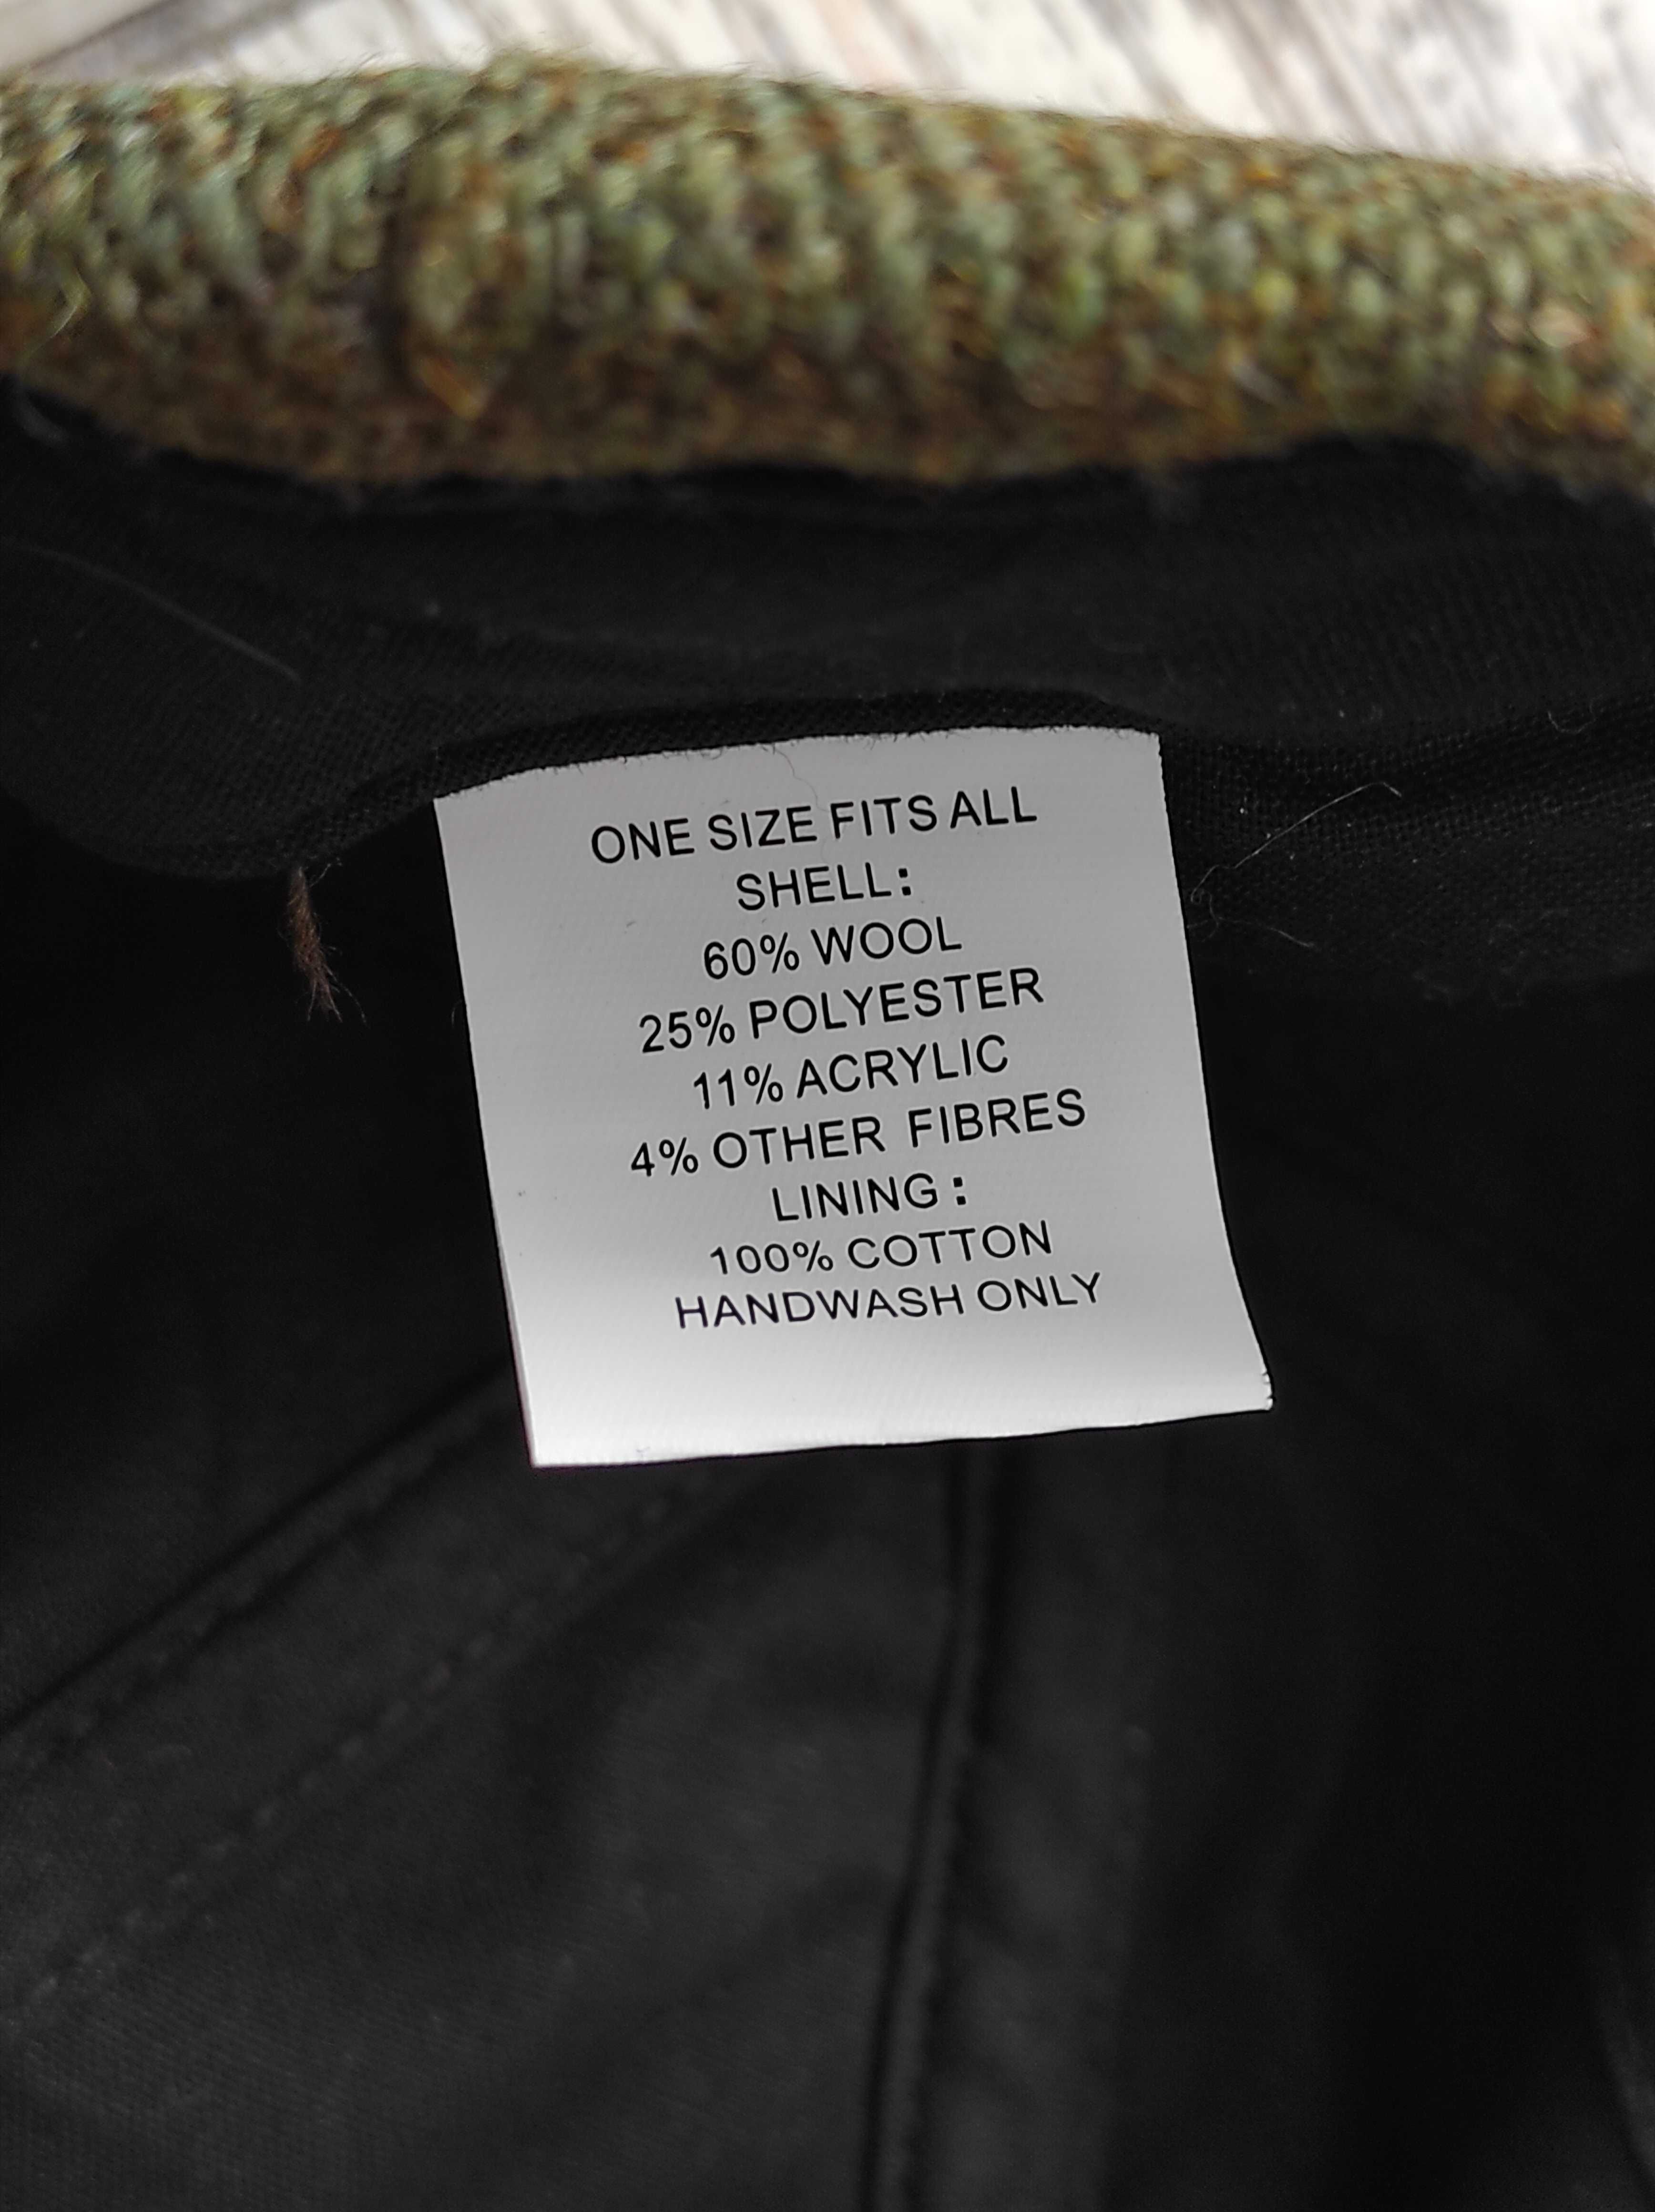 ONE SIZE FITS ALL
SHELL:
60% WOOL
25% POLYESTER
11% ACRYLIC
4% OTHER FIBRES
LINING:
100% COTTON
HANDWASH ONLY